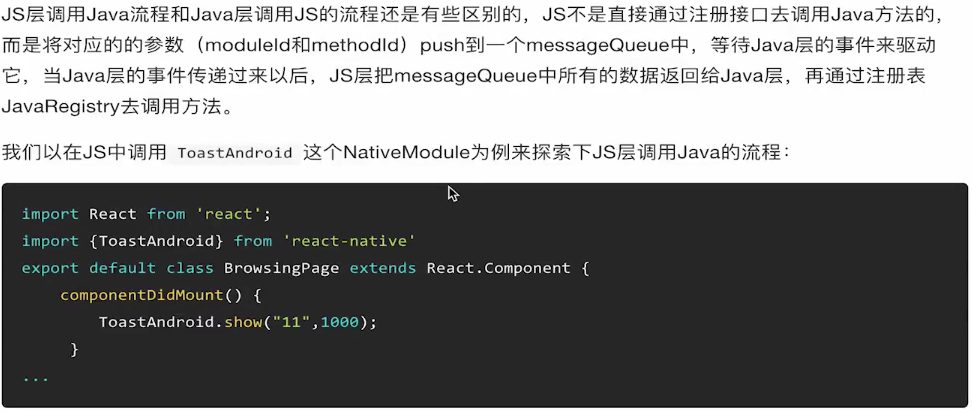 JS层调用Java流程和Java层调用JS的流程还是有些区别的，JS不是直接通过注册接口去调用Java方法的，
而是将对应的的参数（moduleId和methodId）push到一个messageQueue中，等待Java层的事件来驱动
它，当Java层的事件传递过来以后，JS层把messageQueue中所有的数据返回给Java层，再通过注册表
JavaRegistry去调用方法。
我们以在JS中调用 ToastAndroid 这个NativeModule为例来探索下JS层调用Java的流程：
import React from 'react';
import {ToastAndroid} from 'react-native'
export default class BrowsingPage extends React.Component {
    componentDidMount() {
        ToastAndroid.show("11",1000);
     }
...